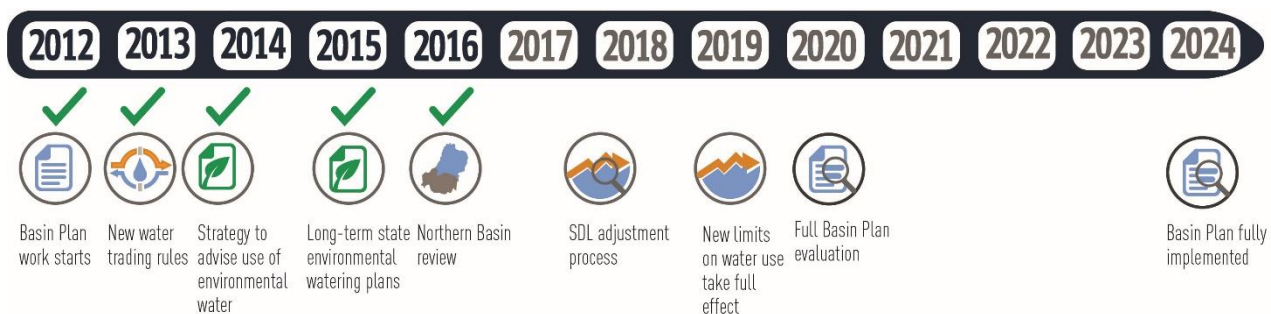 2012 2013 2014 2015 2016 2017 2018 2019 2020 2021 2022 2023 2024
Basin Plan
work starts
New water
trading rules
Strategy to
advise use of
environmental
water
Long-term state
environmental
watering plans
Northern Basin
review
SDL adjustment
process
New limits
on water use
take full
effect
Full Basin Plan
evaluation
Basin Plan fully
implemented